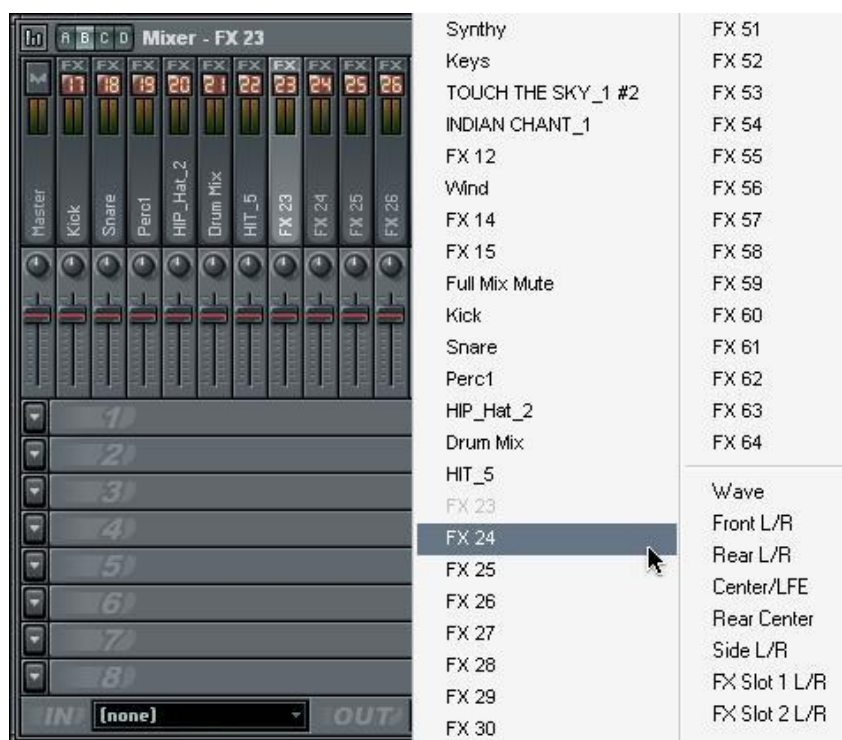 A B C D Mixer - FX 23
FX FX FX FX FX FX FX FX FX FX
17 18 19 20 21 22 23 24 25 26
Master
Kick
Snare
Perc1
HIP_Hat_2
Drum Mix
HIT_5
FX 23
FX 24
FX 25
FX 26
1
2
3
4
5
6
7
8
IN (none) OUT
Synthy
Keys
TOUCH THE SKY_1 #2
INDIAN CHANT_1
FX 12
Wind
FX 14
FX 15
Full Mix Mute
Kick
Snare
Perc1
HIP_Hat_2
Drum Mix
HIT_5
FX 23
FX 24
FX 25
FX 26
FX 27
FX 28
FX 29
FX 30
FX 51
FX 52
FX 53
FX 54
FX 55
FX 56
FX 57
FX 58
FX 59
FX 60
FX 61
FX 62
FX 63
FX 64
Wave
Front L/R
Rear L/R
Center/LFE
Rear Center
Side L/R
FX Slot 1 L/R
FX Slot 2 L/R